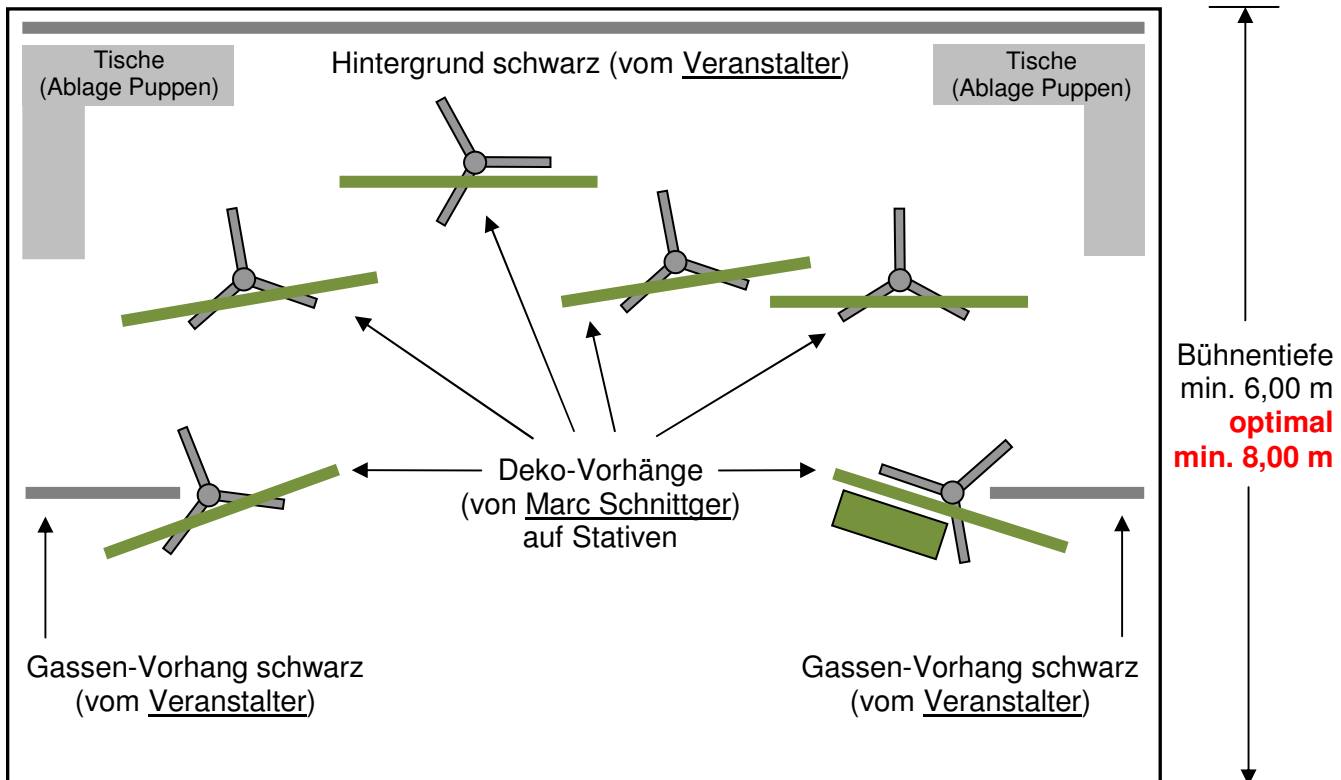 Tische
(Ablage Puppen)
Hintergrund schwarz (vom Veranstalter)
Tische
(Ablage Puppen)
Bühnentiefe
min. 6,00 m
optimal
min. 8,00 m
Deko-Vorhänge
(von Marc Schnittger)
auf Stativen
Gassen-Vorhang schwarz
(vom Veranstalter)
Gassen-Vorhang schwarz
(vom Veranstalter)